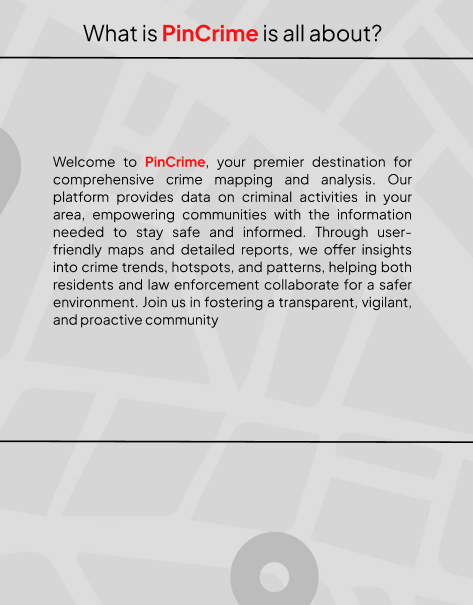 What is PinCrime is all about?
Welcome to PinCrime, your premier destination for
comprehensive crime mapping and analysis. Our
platform provides data on criminal activities in your
area, empowering communities with the information
needed to stay safe and informed. Through user-
friendly maps and detailed reports, we offer insights
into crime trends, hotspots, and patterns, helping both
residents and law enforcement collaborate for a safer
environment. Join us in fostering a transparent, vigilant,
and proactive community